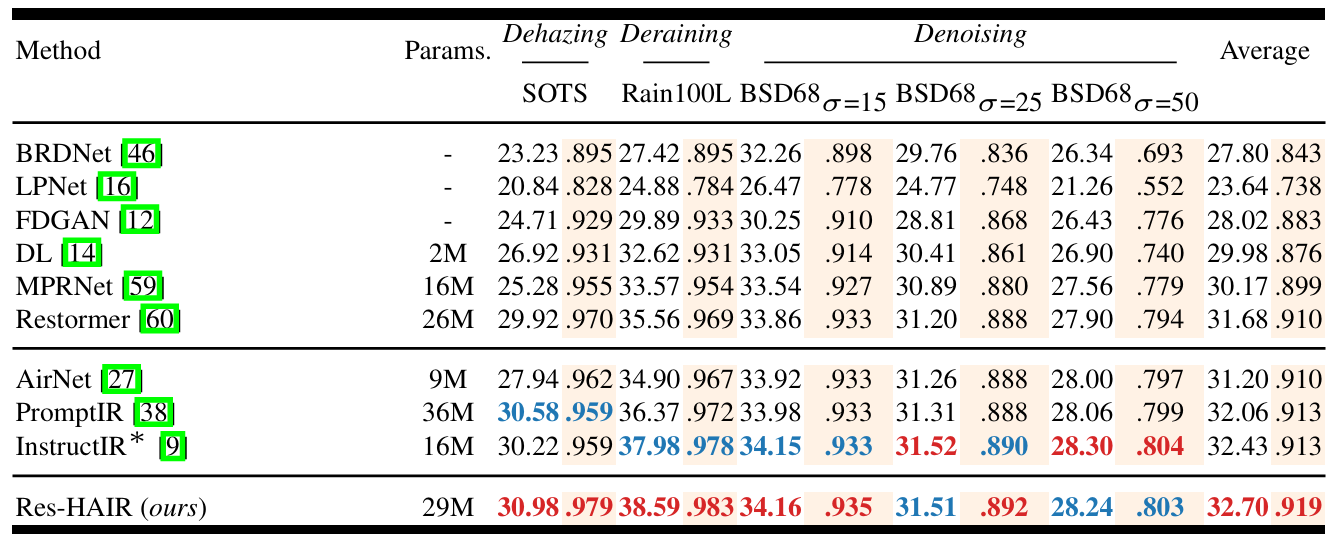 Method Params. Dehazing Deraining Denoising Average
SOTS Rain100L BSD68σ=15 BSD68σ=25 BSD68σ=50
BRDNet [46] - 23.23 .895 27.42 .895 32.26 .898 29.76 .836 26.34 .693 27.80 .843
LPNet [16] - 20.84 .828 24.88 .784 26.47 .778 24.77 .748 21.26 .552 23.64 .738
FDGAN [12] - 24.71 .929 29.89 .933 30.25 .910 28.81 .868 26.43 .776 28.02 .883
DL [14] 2M 26.92 .931 32.62 .931 33.05 .914 30.41 .861 26.90 .740 29.98 .876
MPRNet [59] 16M 25.28 .955 33.57 .954 33.54 .927 30.89 .880 27.56 .779 30.17 .899
Restormer [60] 26M 29.92 .970 35.56 .969 33.86 .933 31.20 .888 27.90 .794 31.68 .910
AirNet [27] 9M 27.94 .962 34.90 .967 33.92 .933 31.26 .888 28.00 .797 31.20 .910
PromptIR [38] 36M 30.58 .959 36.37 .972 33.98 .933 31.31 .888 28.06 .799 32.06 .913
InstructIR* [9] 16M 30.22 .959 37.98 .978 34.15 .933 31.52 .890 28.30 .804 32.43 .913
Res-HAIR (ours) 29M 30.98 .979 38.59 .983 34.16 .935 31.51 .892 28.24 .803 32.70 .919